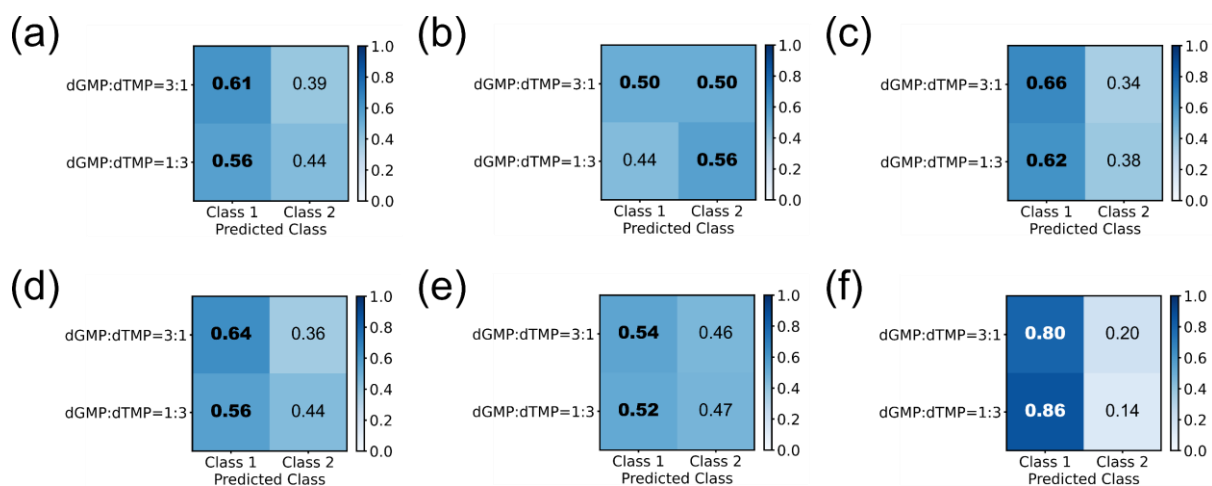 (a)
1.0
dGMP:dTMP=3:1
0.61
0.39
0.8
0.6
0.4
dGMP:dTMP=1:3
0.56
0.44
0.2
0.0
Class 1 Class 2
Predicted Class
(b)
1.0
dGMP:dTMP=3:1
0.50
0.50
0.8
0.6
0.4
dGMP:dTMP=1:3
0.44
0.56
0.2
0.0
Class 1 Class 2
Predicted Class
(c)
1.0
dGMP:dTMP=3:1
0.66
0.34
0.8
0.6
0.4
dGMP:dTMP=1:3
0.62
0.38
0.2
0.0
Class 1 Class 2
Predicted Class
(d)
1.0
dGMP:dTMP=3:1
0.64
0.36
0.8
0.6
0.4
dGMP:dTMP=1:3
0.56
0.44
0.2
0.0
Class 1 Class 2
Predicted Class
(e)
1.0
dGMP:dTMP=3:1
0.54
0.46
0.8
0.6
0.4
dGMP:dTMP=1:3
0.52
0.47
0.2
0.0
Class 1 Class 2
Predicted Class
(f)
1.0
dGMP:dTMP=3:1
0.80
0.20
0.8
0.6
0.4
dGMP:dTMP=1:3
0.86
0.14
0.2
0.0
Class 1 Class 2
Predicted Class